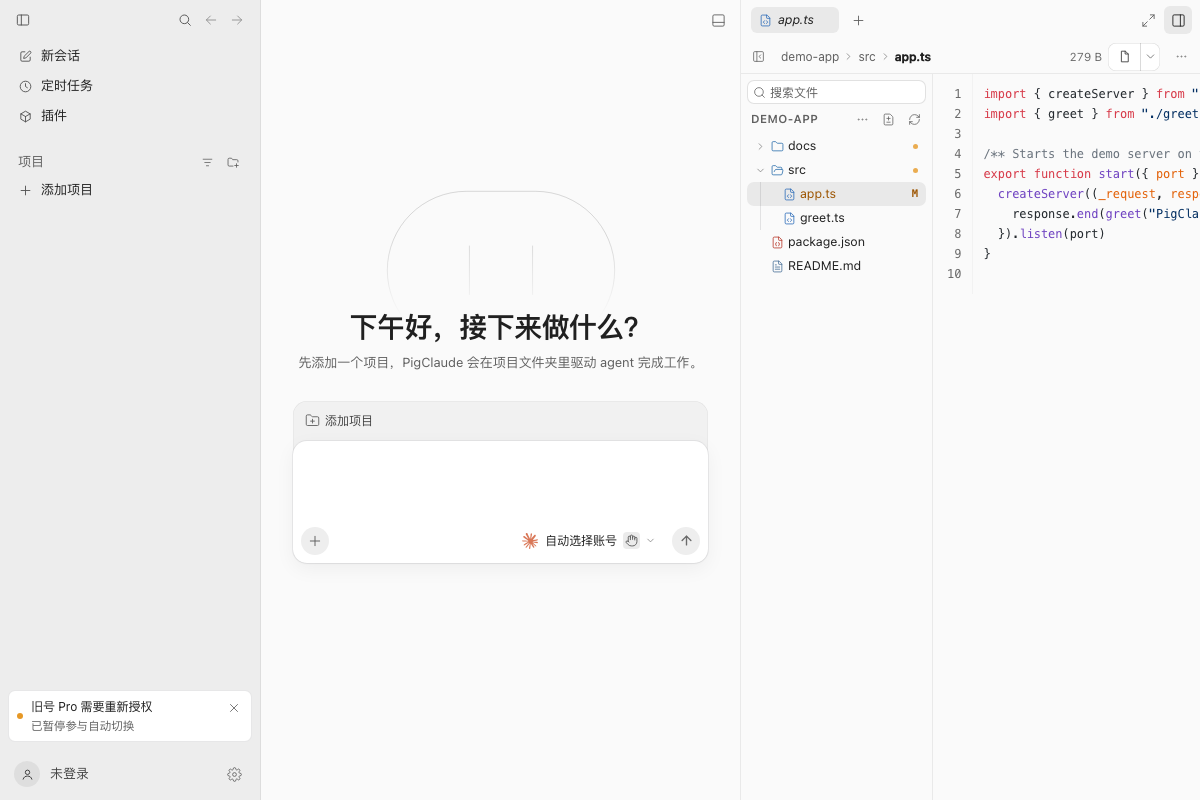 新会话
定时任务
插件
项目
添加项目
旧号 Pro 需要重新授权
已暂停参与自动切换
未登录
下午好，接下来做什么？
先添加一个项目，PigClaude 会在项目文件夹里驱动 agent 完成工作。
添加项目
自动选择账号
app.ts
demo-app > src > app.ts
279 B
搜索文件
DEMO-APP
docs
src
app.ts M
greet.ts
package.json
README.md
1 import { createServer } from "
2 import { greet } from "./greet
3
4 /** Starts the demo server on
5 export function start({ port }
6 createServer((_request, respo
7 response.end(greet("PigCla
8 }).listen(port)
9 }
10